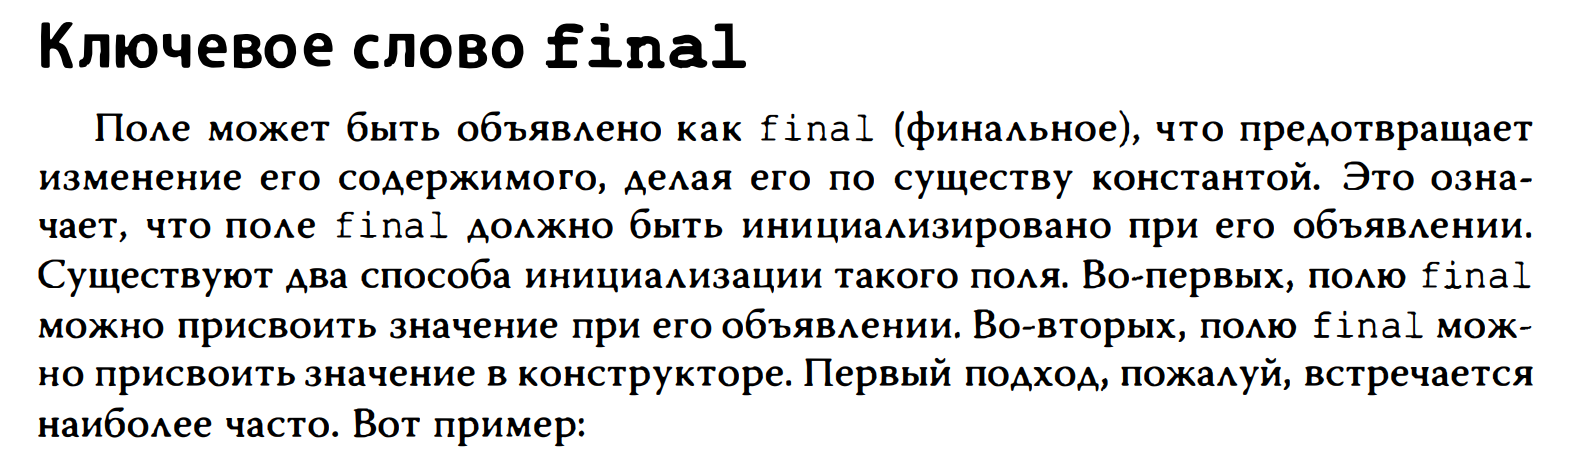 Ключевое слово final
Поле может быть объявлено как final (финальное), что предотвращает
изменение его содержимого, делая его по существу константой. Это озна-
чает, что поле final должно быть инициализировано при его объявлении.
Существуют два способа инициализации такого поля. Во-первых, полю final
можно присвоить значение при его объявлении. Во-вторых, полю final мож-
но присвоить значение в конструкторе. Первый подход, пожалуй, встречается
наиболее часто. Вот пример: